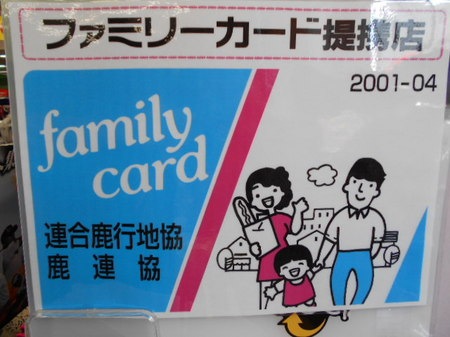 ファミリーカード提携店
2001-04
family
card
連合鹿行地協
鹿連協